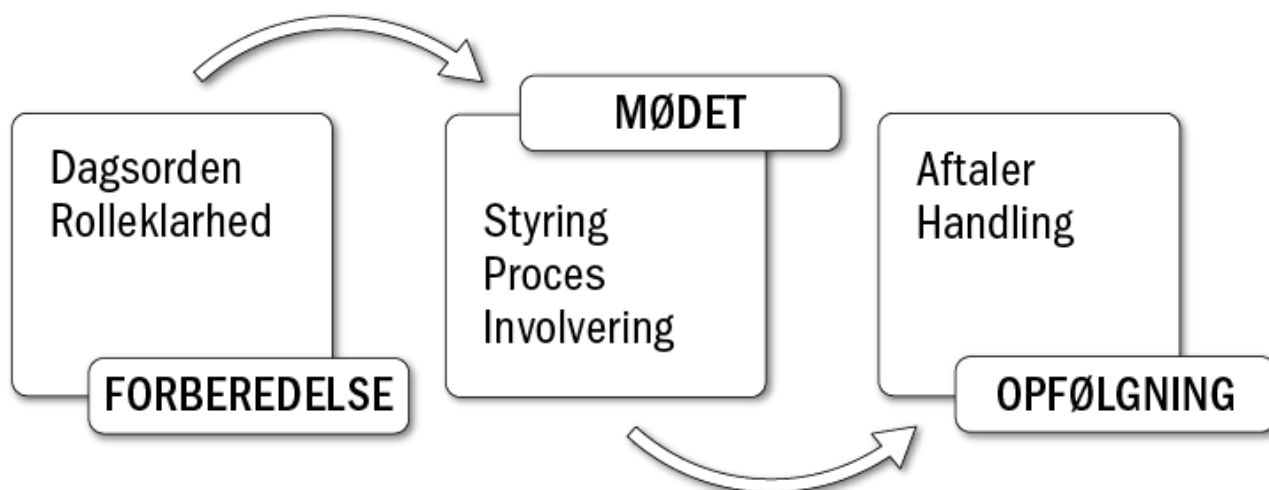 Dagsorden
Rolleklarhed
FORBEREDELSE
MØDET
Styring
Proces
Involvering
Aftaler
Handling
OPFØLGNING